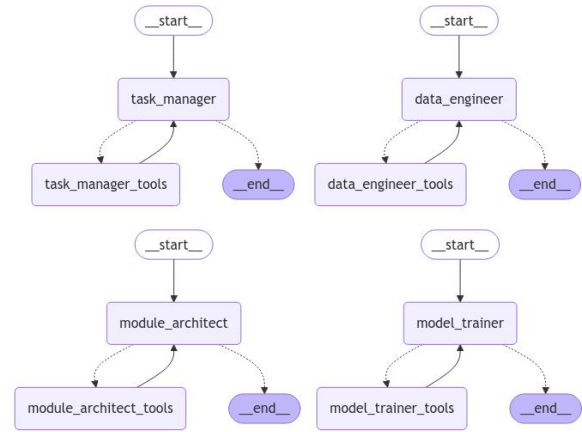 __start__
task_manager
task_manager_tools
__end__
__start__
data_engineer
data_engineer_tools
__end__
__start__
module_architect
module_architect_tools
__end__
__start__
model_trainer
model_trainer_tools
__end__